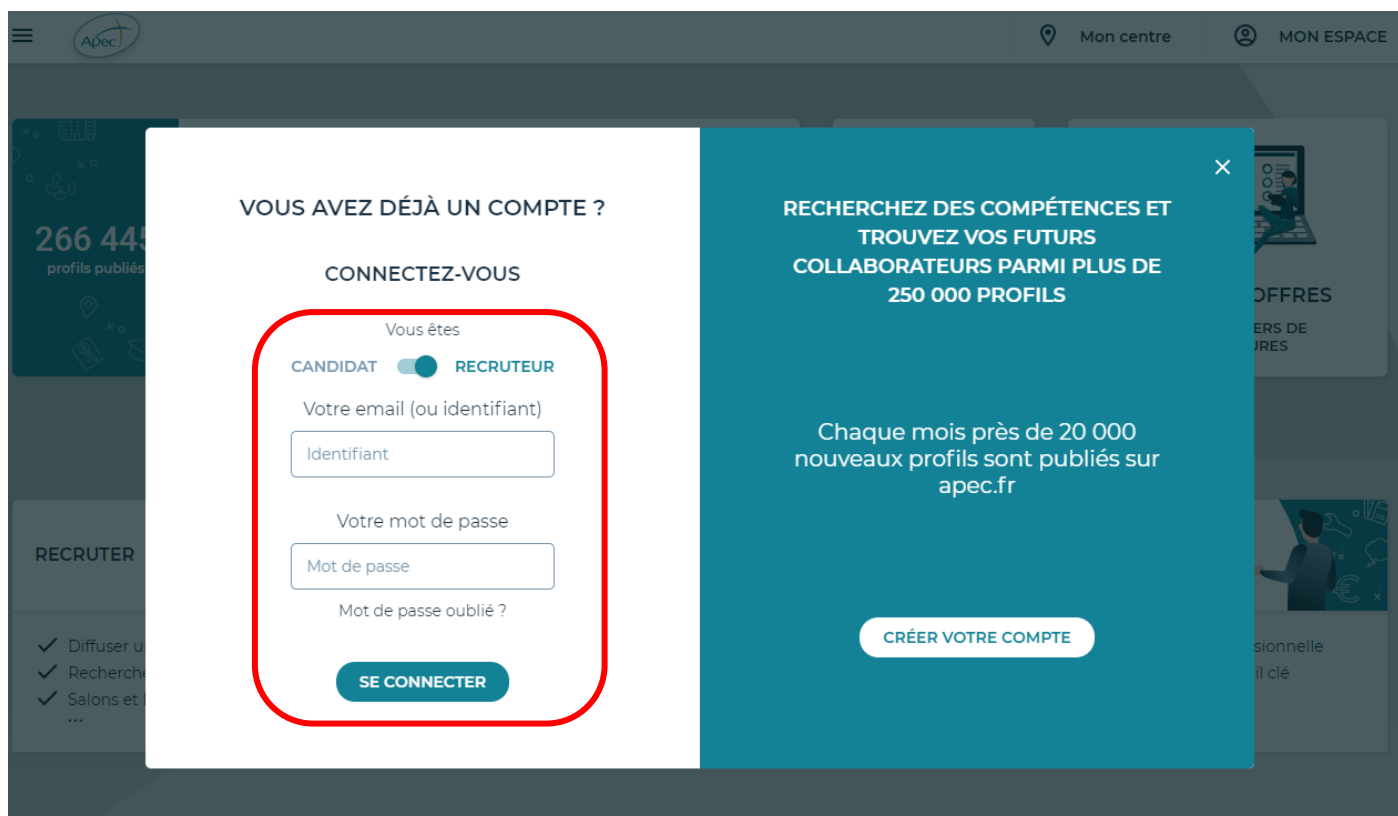 Apec
Mon centre
MON ESPACE
266 445
profils publiés
VOUS AVEZ DÉJÀ UN COMPTE ?
CONNECTEZ-VOUS
Vous êtes
CANDIDAT
RECRUTEUR
Votre email (ou identifiant)
Identifiant
Votre mot de passe
Mot de passe
Mot de passe oublié ?
SE CONNECTER
RECHERCHEZ DES COMPÉTENCES ET
TROUVEZ VOS FUTURS
COLLABORATEURS PARMI PLUS DE
250 000 PROFILS
Chaque mois près de 20 000
nouveaux profils sont publiés sur
apec.fr
CRÉER VOTRE COMPTE
OFFRES
DE
RECRUTER
Diffuser
Salons et
...
clé